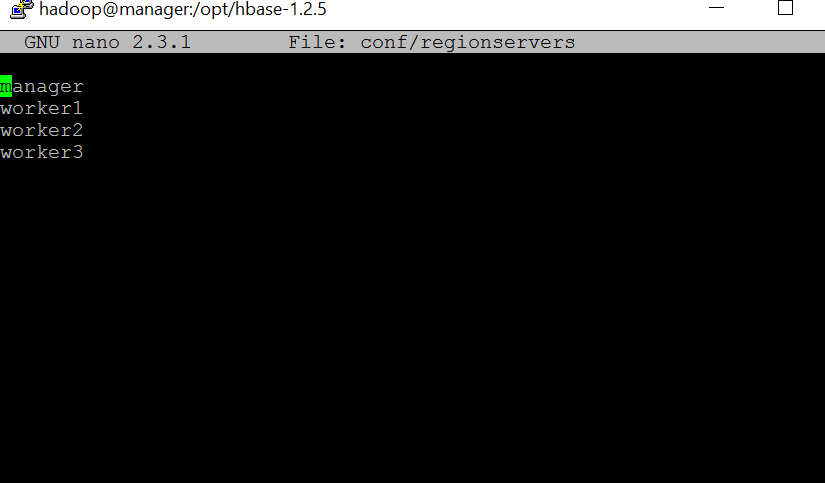 hadoop@manager:/opt/hbase-1.2.5
GNU nano 2.3.1 File: conf/regionservers
manager
worker1
worker2
worker3